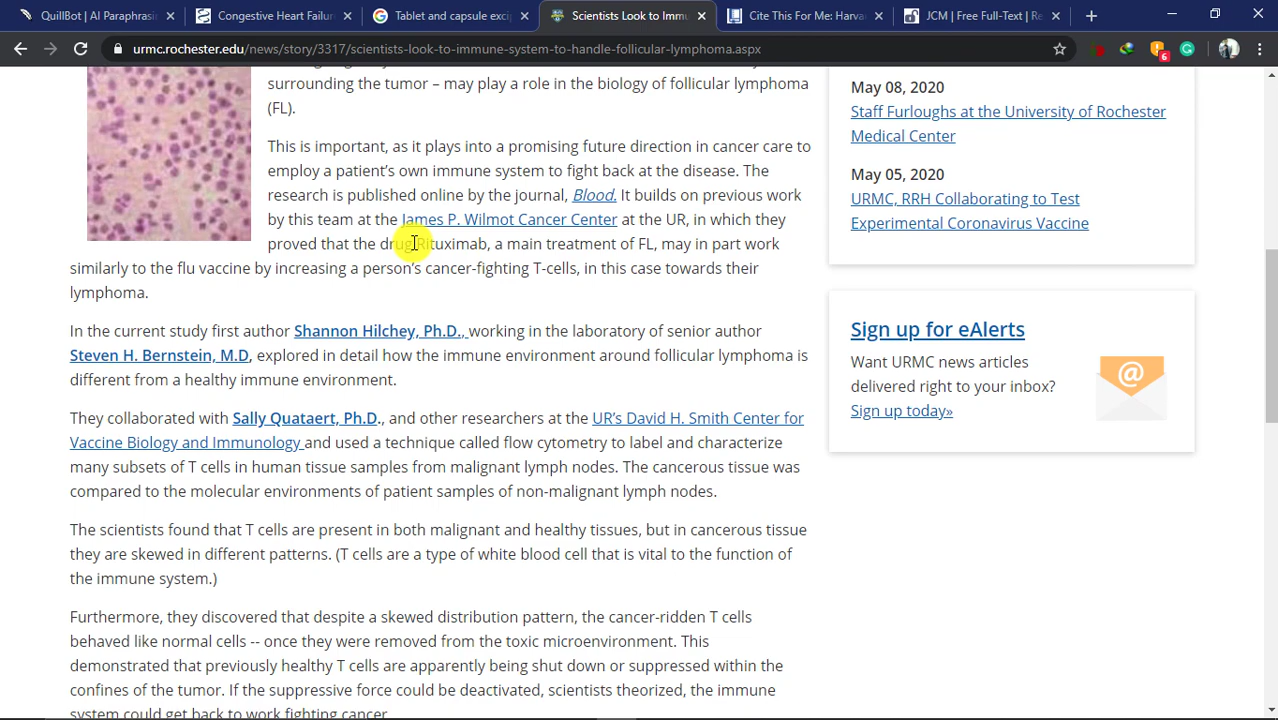 QuillBot | AI Paraphrasin
Congestive Heart Failur
Tablet and capsule exci
Scientists Look to Immu
Cite This For Me: Harva
JCM | Free Full-Text | Re
urmc.rochester.edu/news/story/3317/scientists-look-to-immune-system-to-handle-follicular-lymphoma.aspx
6
surrounding the tumor – may play a role in the biology of follicular lymphoma
(FL).
This is important, as it plays into a promising future direction in cancer care to
employ a patient’s own immune system to fight back at the disease. The
research is published online by the journal, Blood. It builds on previous work
by this team at the James P. Wilmot Cancer Center at the UR, in which they
proved that the drug Rituximab, a main treatment of FL, may in part work
similarly to the flu vaccine by increasing a person’s cancer-fighting T-cells, in this case towards their
lymphoma.
In the current study first author Shannon Hilchey, Ph.D., working in the laboratory of senior author
Steven H. Bernstein, M.D, explored in detail how the immune environment around follicular lymphoma is
different from a healthy immune environment.
They collaborated with Sally Quataert, Ph.D., and other researchers at the UR’s David H. Smith Center for
Vaccine Biology and Immunology and used a technique called flow cytometry to label and characterize
many subsets of T cells in human tissue samples from malignant lymph nodes. The cancerous tissue was
compared to the molecular environments of patient samples of non-malignant lymph nodes.
The scientists found that T cells are present in both malignant and healthy tissues, but in cancerous tissue
they are skewed in different patterns. (T cells are a type of white blood cell that is vital to the function of
the immune system.)
Furthermore, they discovered that despite a skewed distribution pattern, the cancer-ridden T cells
behaved like normal cells -- once they were removed from the toxic microenvironment. This
demonstrated that previously healthy T cells are apparently being shut down or suppressed within the
confines of the tumor. If the suppressive force could be deactivated, scientists theorized, the immune
system could get back to work fighting cancer.
May 08, 2020
Staff Furloughs at the University of Rochester
Medical Center
May 05, 2020
URMC, RRH Collaborating to Test
Experimental Coronavirus Vaccine
Sign up for eAlerts
Want URMC news articles
delivered right to your inbox?
Sign up today»
@